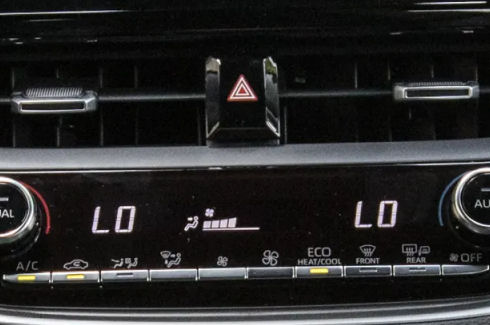 LO LO
ECO
A/C HEAT/COOL FRONT REAR OFF